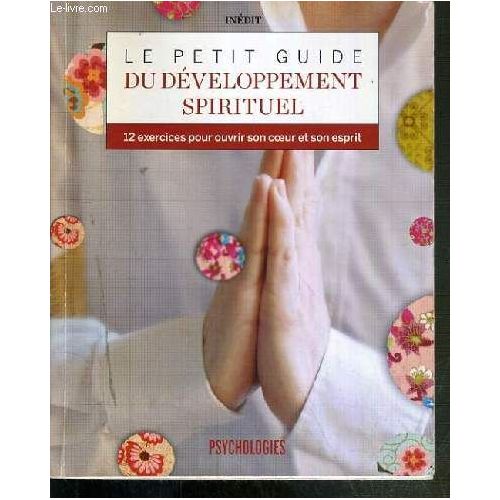 Le-livre.com
INÉDIT
LE PETIT GUIDE
DU DÉVELOPPEMENT
SPIRITUEL
12 exercices pour ouvrir son cœur et son esprit
PSYCHOLOGIES